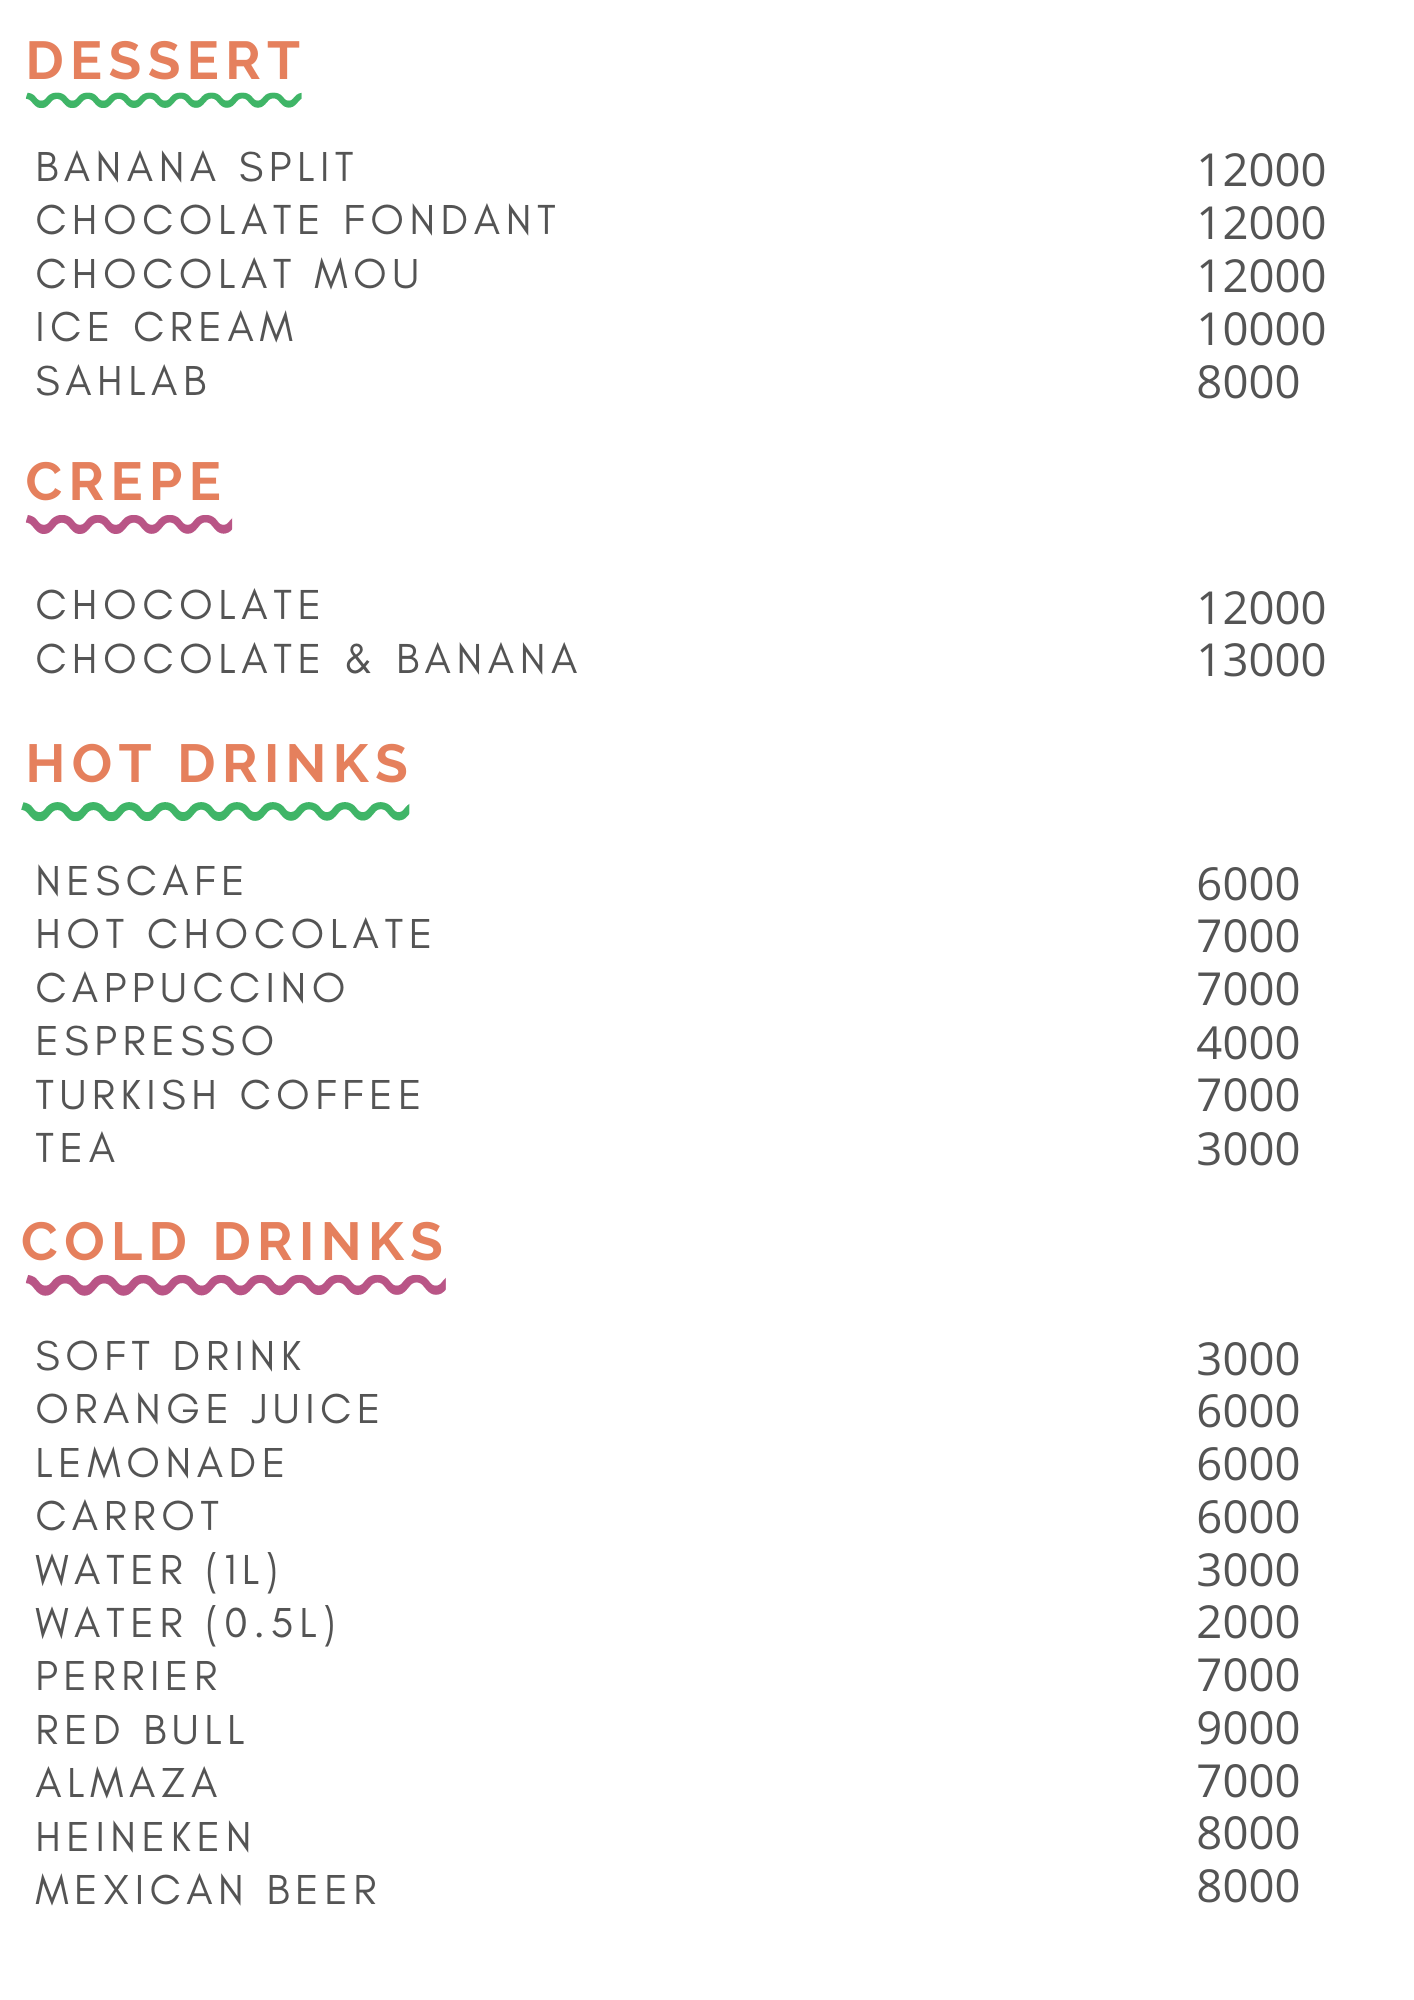 DESSERT
BANANA SPLIT 12000
CHOCOLATE FONDANT 12000
CHOCOLAT MOU 12000
ICE CREAM 10000
SAHLAB 8000
CREPE
CHOCOLATE 12000
CHOCOLATE & BANANA 13000
HOT DRINKS
NESCAFE 6000
HOT CHOCOLATE 7000
CAPPUCCINO 7000
ESPRESSO 4000
TURKISH COFFEE 7000
TEA 3000
COLD DRINKS
SOFT DRINK 3000
ORANGE JUICE 6000
LEMONADE 6000
CARROT 6000
WATER (1L) 3000
WATER (0.5L) 2000
PERRIER 7000
RED BULL 9000
ALMAZA 7000
HEINEKEN 8000
MEXICAN BEER 8000